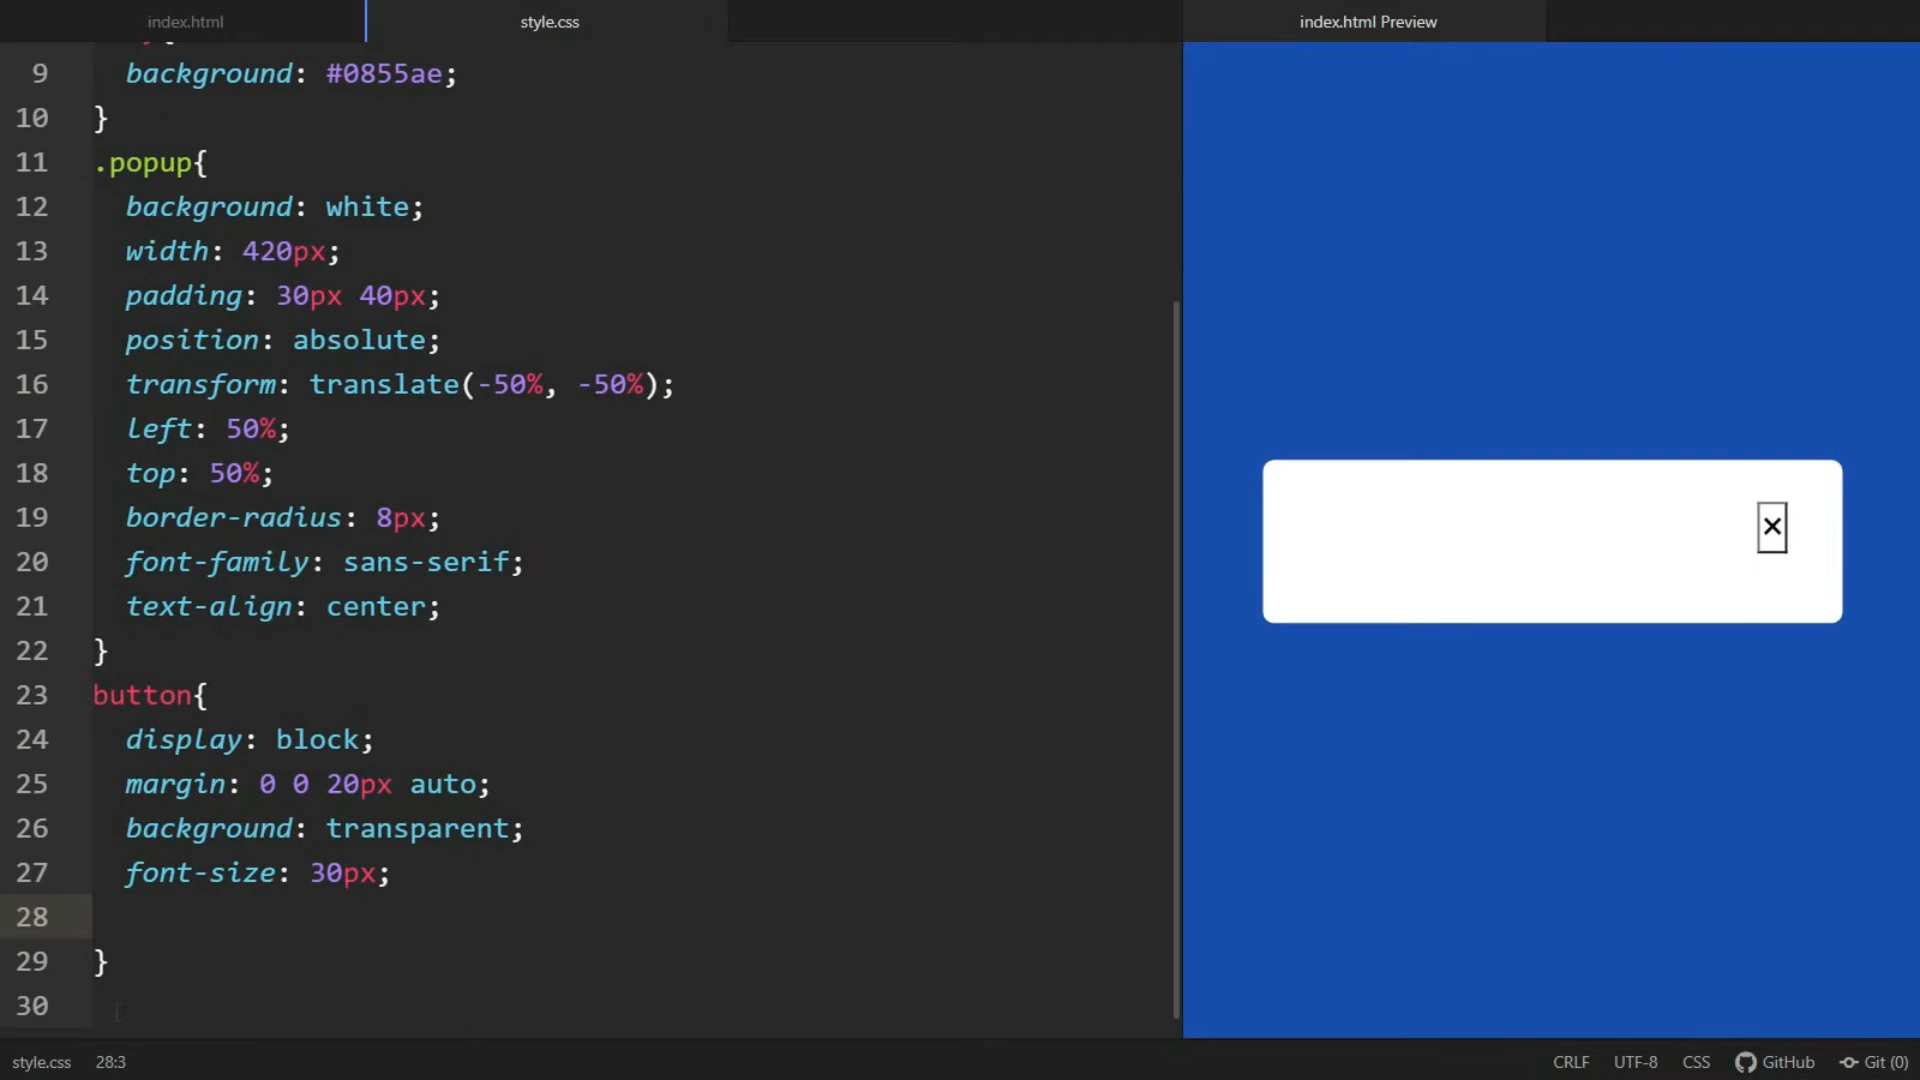 index.html
style.css
index.html Preview
9 background: #0855ae;
10 }
11 .popup{
12 background: white;
13 width: 420px;
14 padding: 30px 40px;
15 position: absolute;
16 transform: translate(-50%, -50%);
17 left: 50%;
18 top: 50%;
19 border-radius: 8px;
20 font-family: sans-serif;
21 text-align: center;
22 }
23 button{
24 display: block;
25 margin: 0 0 20px auto;
26 background: transparent;
27 font-size: 30px;
28
29 }
30
×
style.css 28:3
CRLF UTF-8 CSS GitHub Git (0)